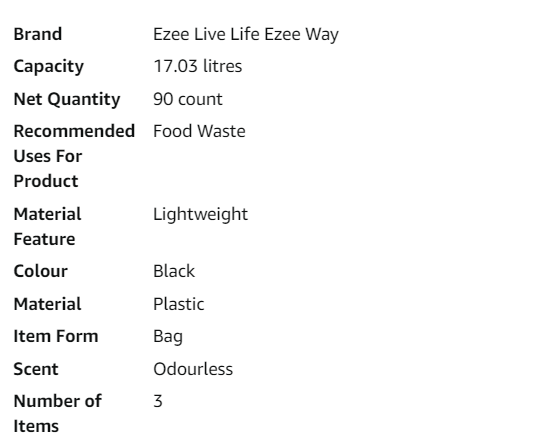 Brand Ezee Live Life Ezee Way
Capacity 17.03 litres
Net Quantity 90 count
Recommended Food Waste
Uses For
Product
Material Lightweight
Feature
Colour Black
Material Plastic
Item Form Bag
Scent Odourless
Number of 3
Items